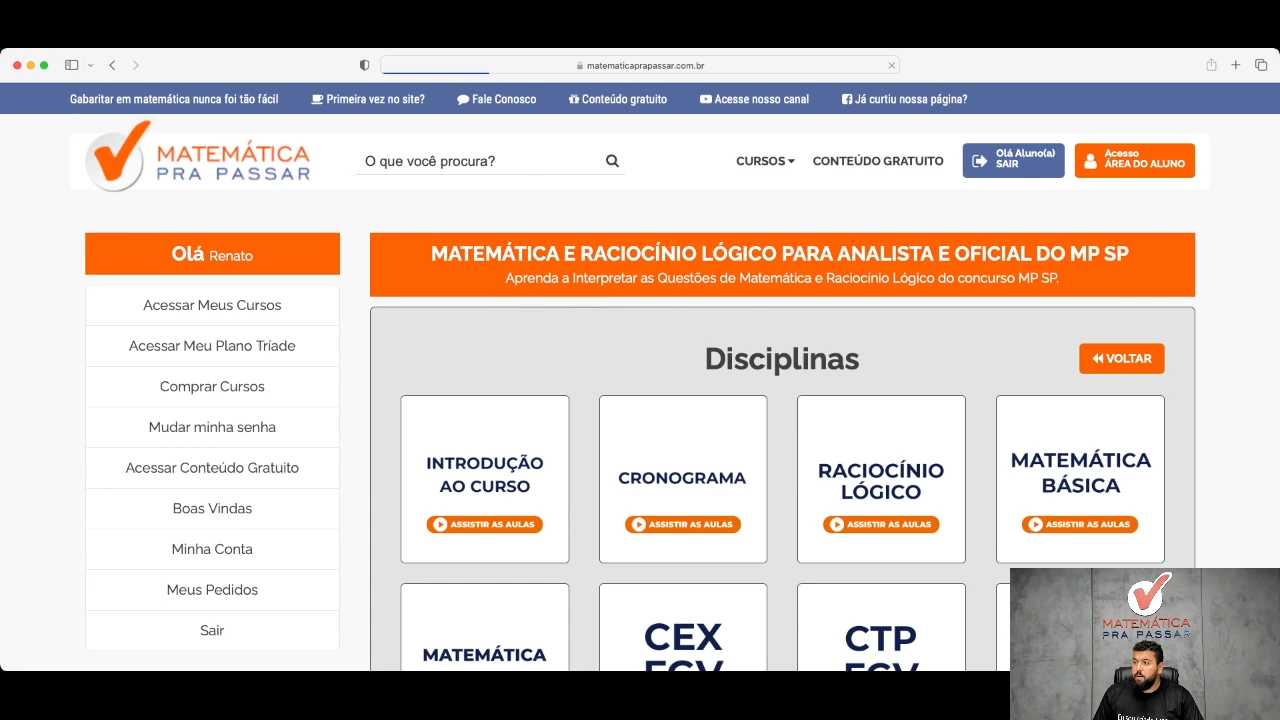 matematicaprapassar.com.br
Gabaritar em matemática nunca foi tão fácil
Primeira vez no site?
Fale Conosco
Conteúdo gratuito
Acesse nosso canal
Já curtiu nossa página?
MATEMÁTICA
PRA PASSAR
O que você procura?
CURSOS
CONTEÚDO GRATUITO
Olá Aluno(a)
SAIR
Acesso
ÁREA DO ALUNO
Olá Renato
Acessar Meus Cursos
Acessar Meu Plano Tríade
Comprar Cursos
Mudar minha senha
Acessar Conteúdo Gratuito
Boas Vindas
Minha Conta
Meus Pedidos
Sair
MATEMÁTICA E RACIOCÍNIO LÓGICO PARA ANALISTA E OFICIAL DO MP SP
Aprenda a Interpretar as Questões de Matemática e Raciocínio Lógico do concurso MP SP.
Disciplinas
VOLTAR
INTRODUÇÃO
AO CURSO
ASSISTIR AS AULAS
CRONOGRAMA
ASSISTIR AS AULAS
RACIOCÍNIO
LÓGICO
ASSISTIR AS AULAS
MATEMÁTICA
BÁSICA
ASSISTIR AS AULAS
MATEMÁTICA
CEX
FGV
CTP
FGV
MATEMÁTICA
PRA PASSAR